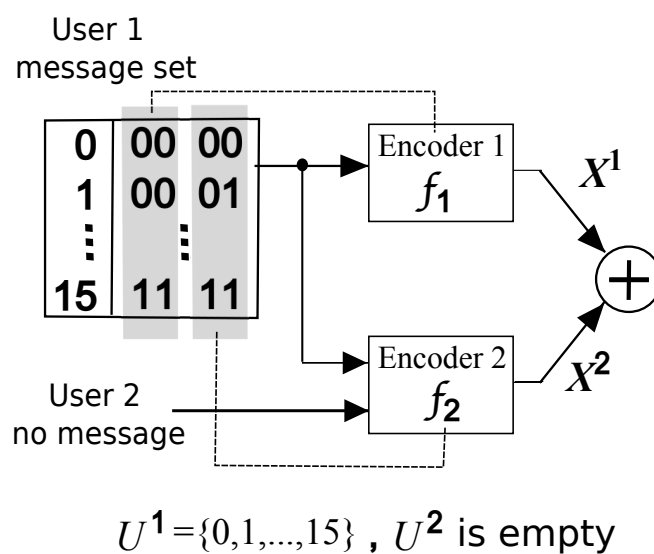 User 1
message set
0 00 00
1 00 01
⋮ ⋮
15 11 11
Encoder 1
f1
X1
+
Encoder 2
f2
X2
User 2
no message
U1={0,1,...,15} , U2 is empty